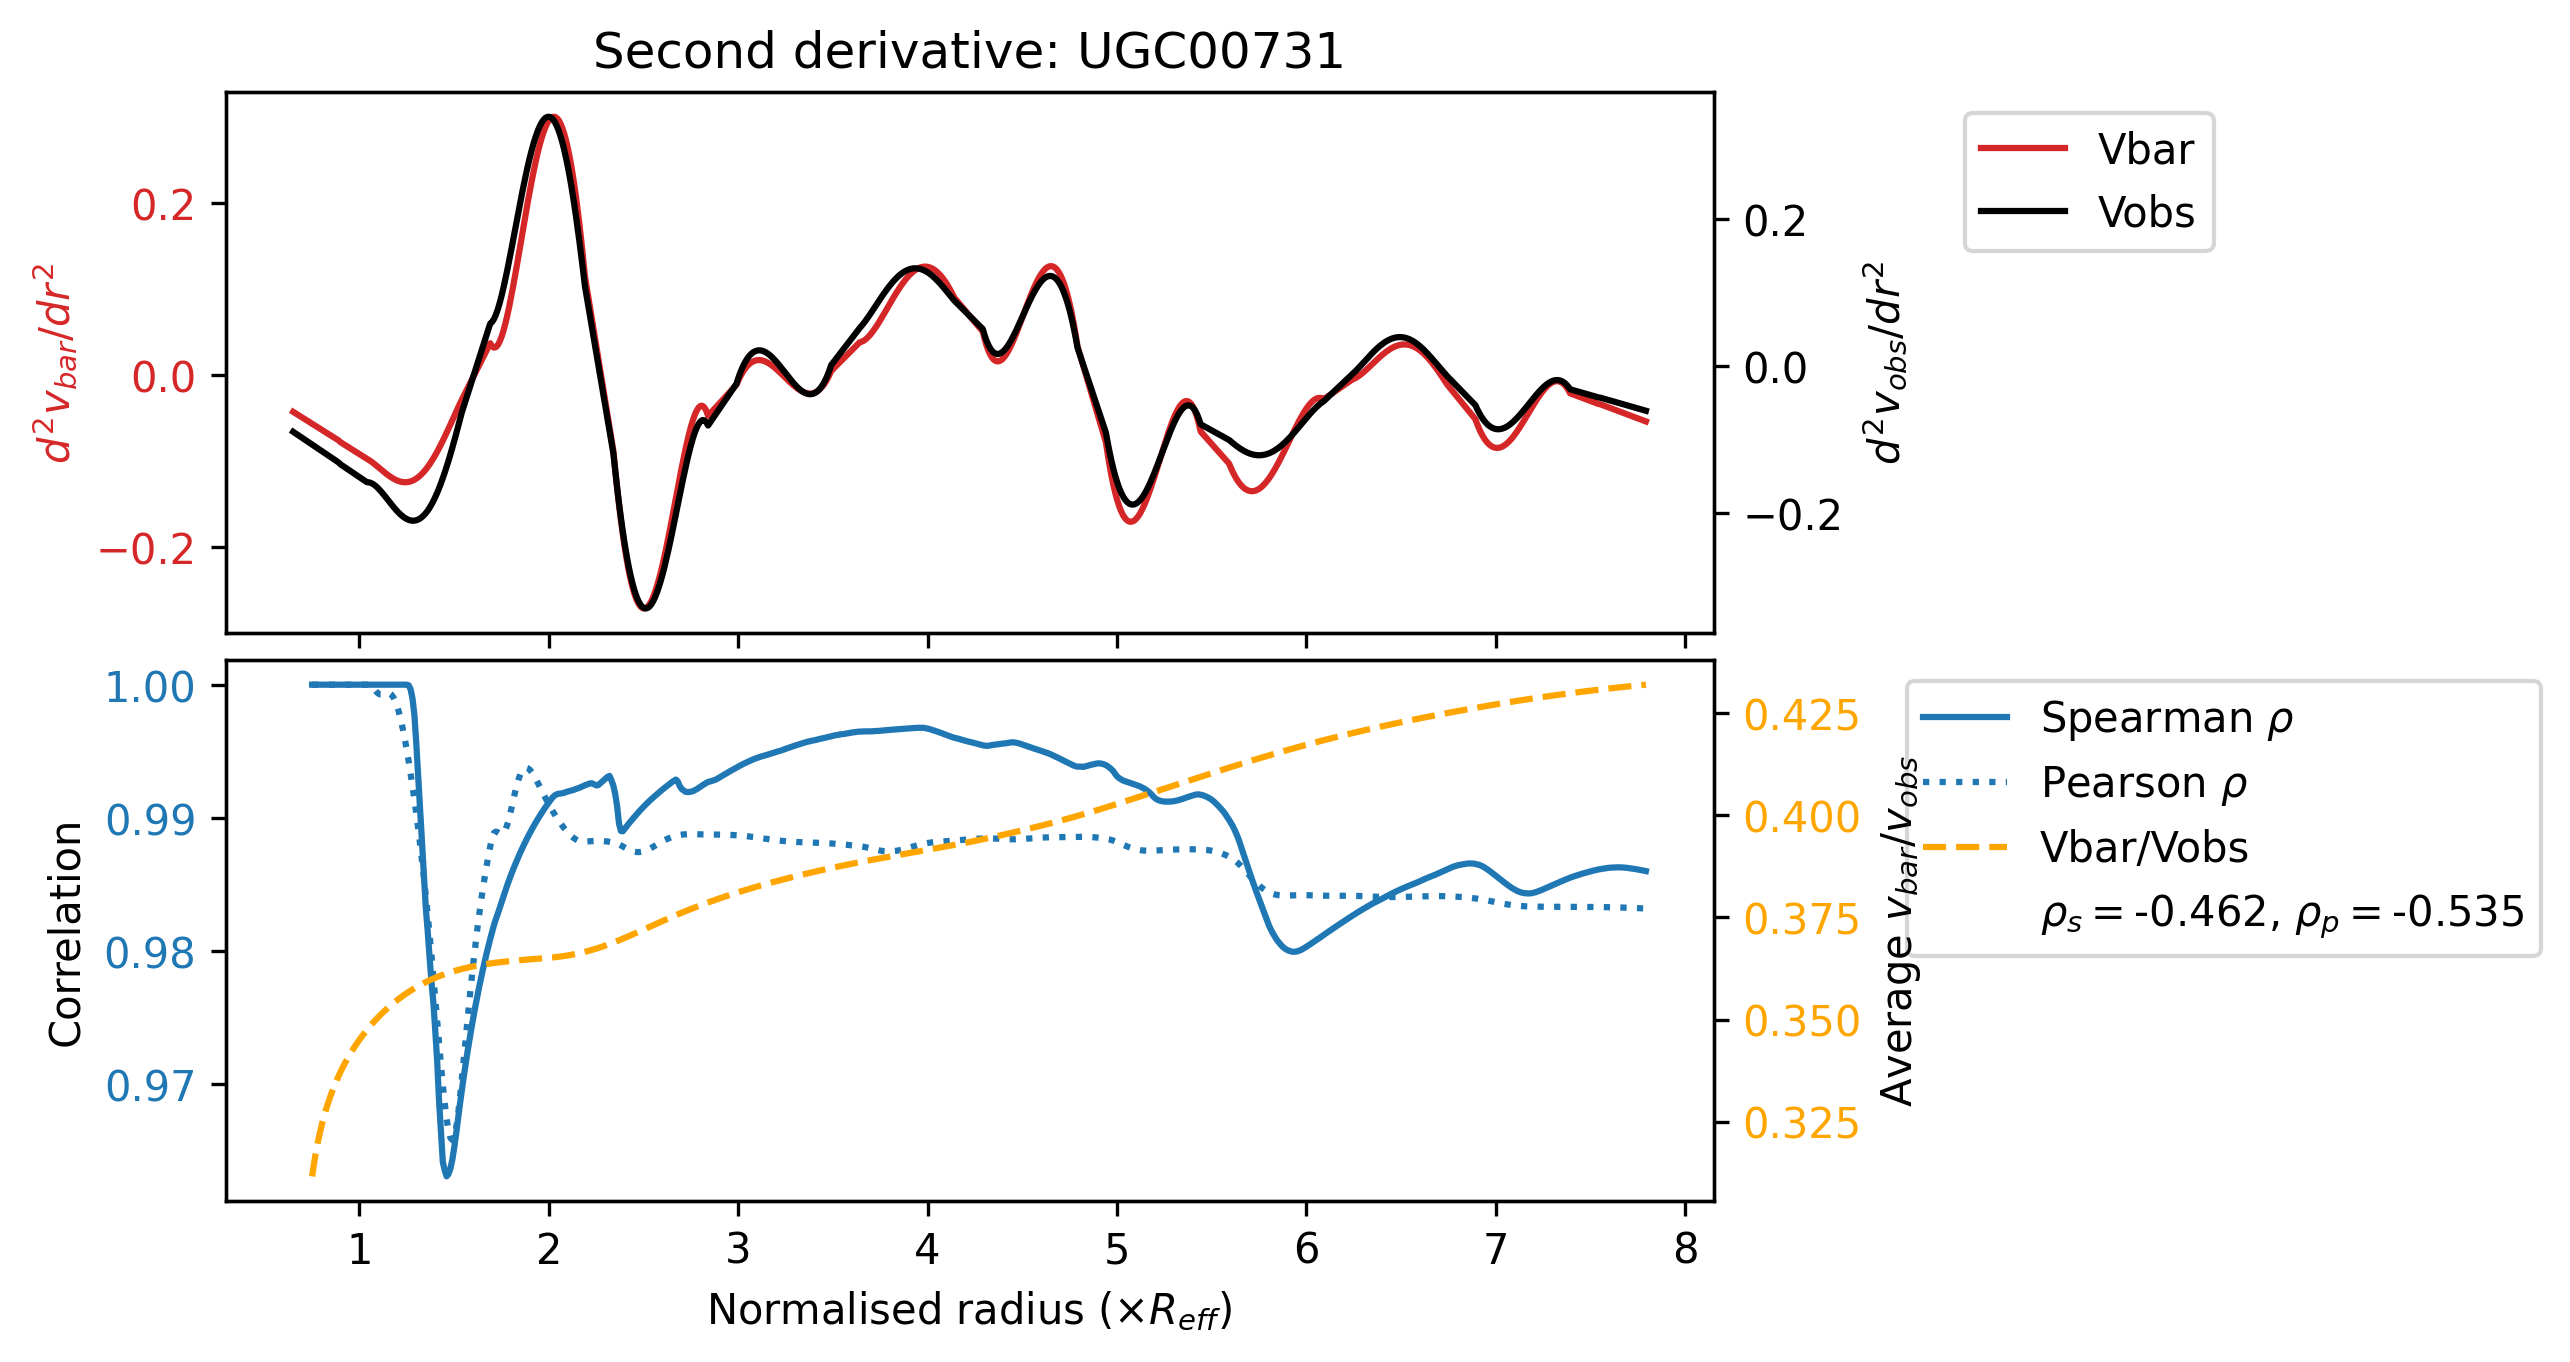 Second derivative: UGC00731
d²v_bar/dr²
0.2
0.0
−0.2
0.2
0.0
−0.2
d²v_obs/dr²
Vbar
Vobs
Correlation
1.00
0.99
0.98
0.97
0.425
0.400
0.375
0.350
0.325
Average v_bar/v_obs
Spearman ρ
Pearson ρ
Vbar/Vobs
ρ_s = -0.462, ρ_p = -0.535
1 2 3 4 5 6 7 8
Normalised radius (×R_eff)